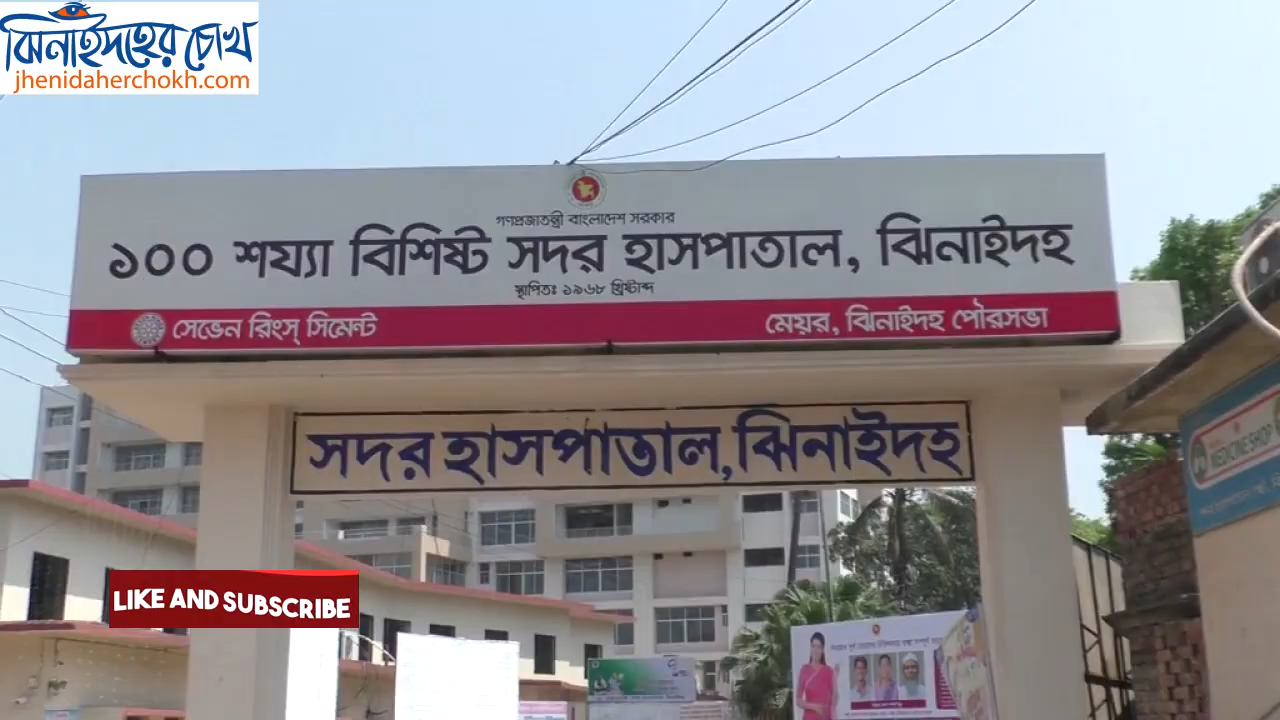 ঝিনাইদহের চোখ
jhenidaherchokh.com
গণপ্রজাতন্ত্রী বাংলাদেশ সরকার
১০০ শয্যা বিশিষ্ট সদর হাসপাতাল, ঝিনাইদহ
স্থাপিতঃ ১৯৬৮ খ্রিষ্টাব্দ
সেভেন রিংস্ সিমেন্ট
মেয়র, ঝিনাইদহ পৌরসভা
সদর হাসপাতাল, ঝিনাইদহ
MEDICINE SHOP
LIKE AND SUBSCRIBE